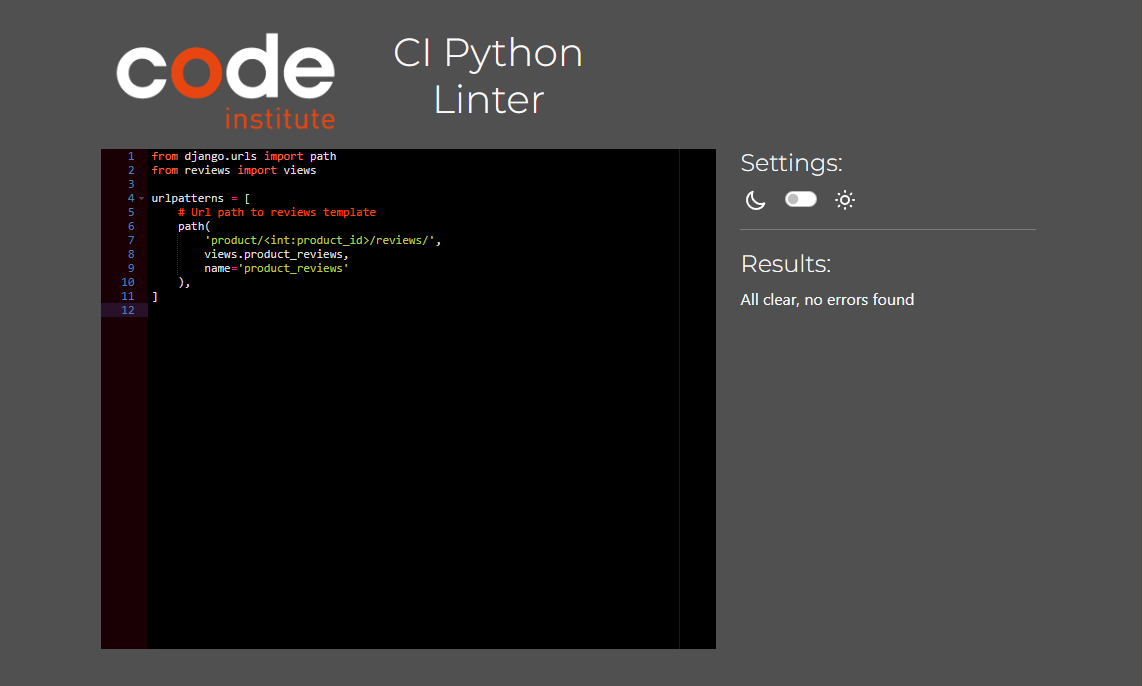 code
institute
CI Python
Linter
1 from django.urls import path
2 from reviews import views
3
4 urlpatterns = [
5     # Url path to reviews template
6     path(
7         'product/<int:product_id>/reviews/',
8         views.product_reviews,
9         name='product_reviews'
10     ),
11 ]
12
Settings:
Results:
All clear, no errors found